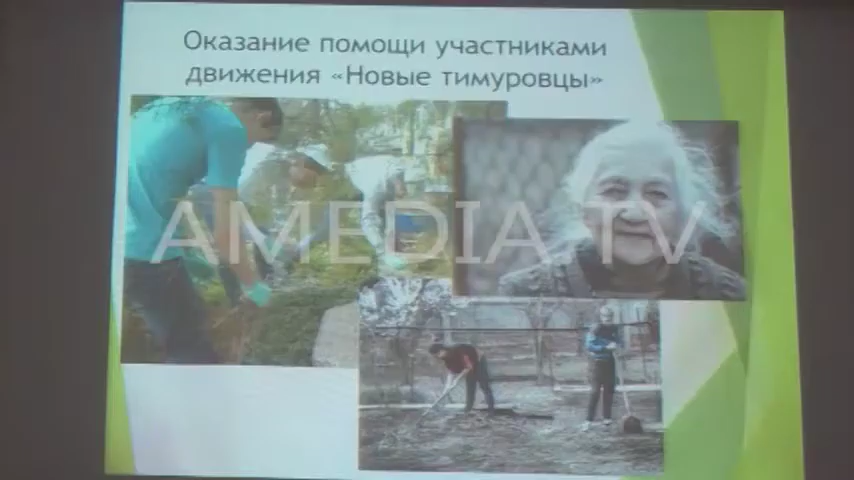 Оказание помощи участниками
движения «Новые тимуровцы»
AMEDIA.TV